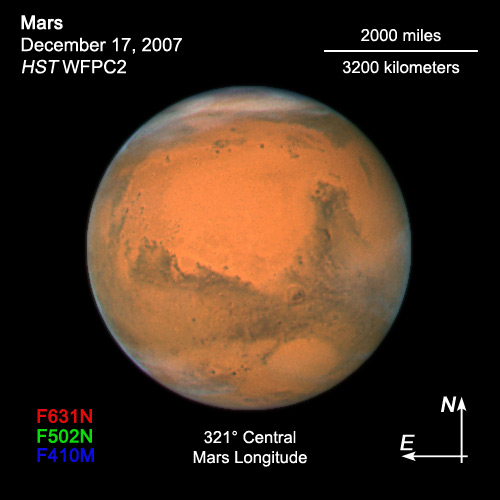 Mars
December 17, 2007
HST WFPC2
2000 miles
3200 kilometers
F631N
F502N
F410M
321° Central
Mars Longitude
N
E